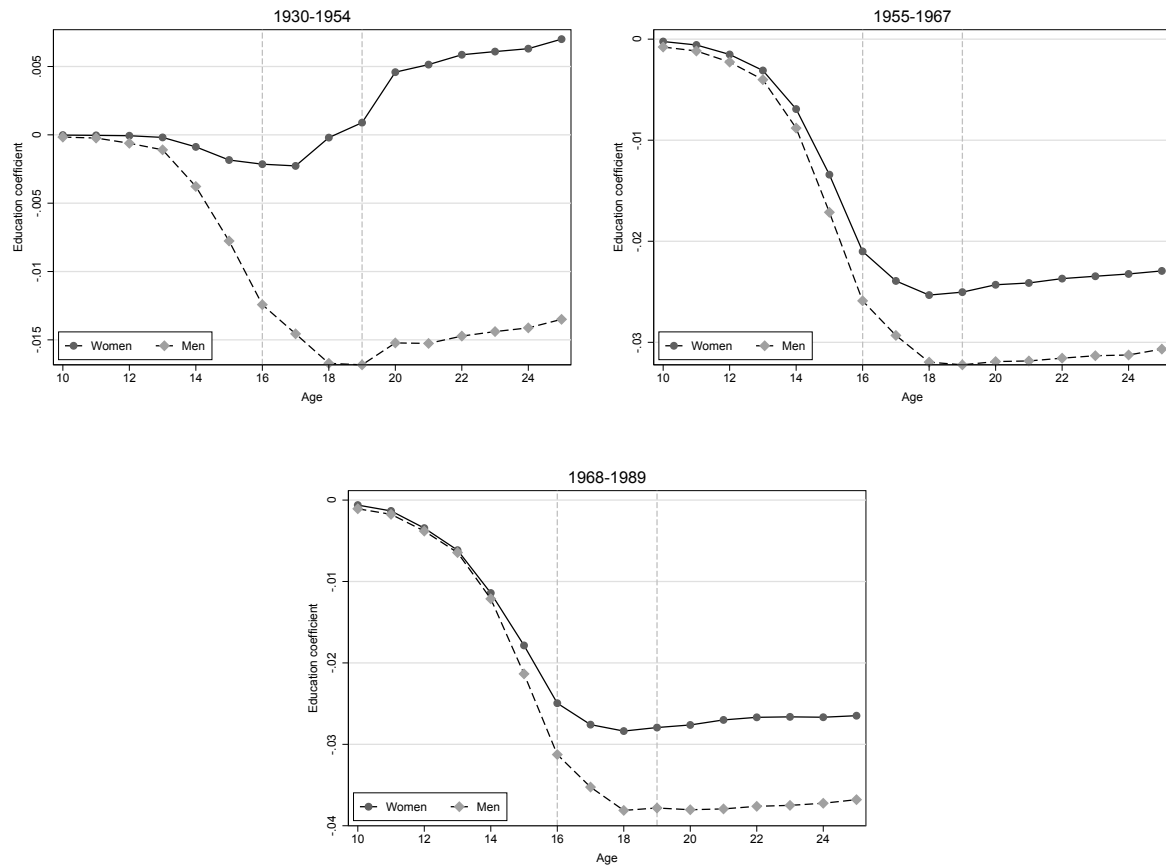 1930-1954
Education coefficient
.005
0
-.005
-.01
-.015
Women Men
10 12 14 16 18 20 22 24
Age
1955-1967
Education coefficient
0
-.01
-.02
-.03
Women Men
10 12 14 16 18 20 22 24
Age
1968-1989
Education coefficient
0
-.01
-.02
-.03
-.04
Women Men
10 12 14 16 18 20 22 24
Age